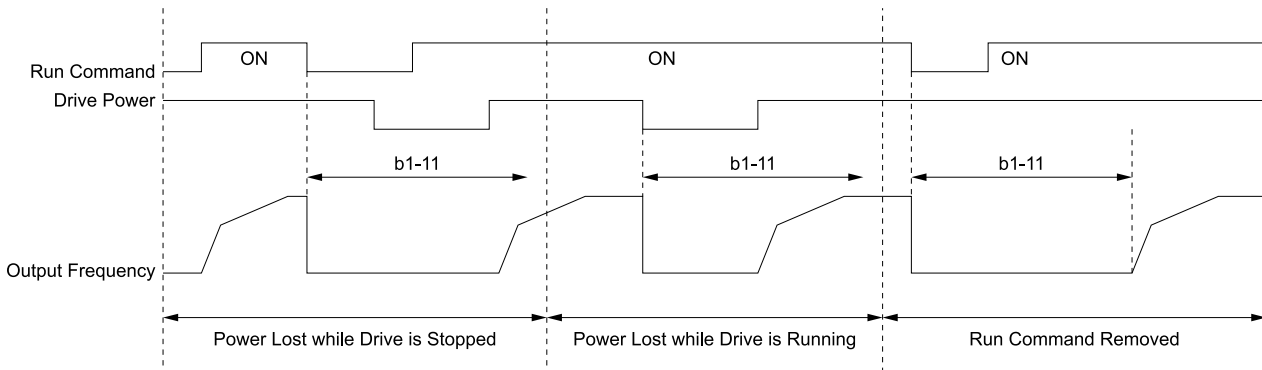 Run Command
ON
ON
ON
Drive Power
b1-11
b1-11
b1-11
Output Frequency
Power Lost while Drive is Stopped
Power Lost while Drive is Running
Run Command Removed